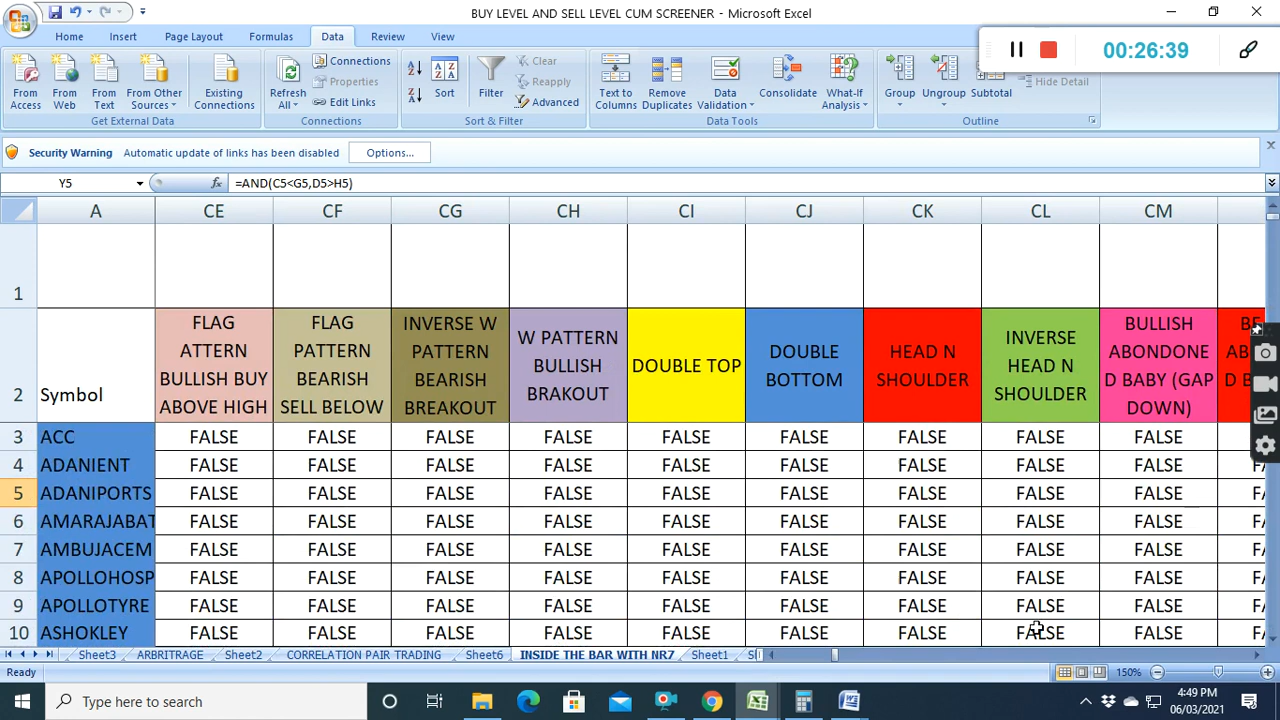 BUY LEVEL AND SELL LEVEL CUM SCREENER - Microsoft Excel
Home Insert Page Layout Formulas Data Review View
00:26:39
From Access
From Web
From Text
From Other Sources
Existing Connections
Get External Data
Refresh All
Connections
Properties
Edit Links
Connections
Sort
Filter
Clear
Reapply
Advanced
Sort & Filter
Text to Columns
Remove Duplicates
Data Validation
Consolidate
What-If Analysis
Data Tools
Group
Ungroup
Subtotal
Hide Detail
Outline
Security Warning Automatic update of links has been disabled Options...
Y5 fx =AND(C5<G5,D5>H5)
A CE CF CG CH CI CJ CK CL CM
1
2 Symbol
FLAG
ATTERN
BULLISH BUY
ABOVE HIGH
FLAG
PATTERN
BEARISH
SELL BELOW
INVERSE W
PATTERN
BEARISH
BREAKOUT
W PATTERN
BULLISH
BRAKOUT
DOUBLE TOP
DOUBLE
BOTTOM
HEAD N
SHOULDER
INVERSE
HEAD N
SHOULDER
BULLISH
ABONDONE
D BABY (GAP
DOWN)
BE
AB
D B
3 ACC FALSE FALSE FALSE FALSE FALSE FALSE FALSE FALSE FALSE FA
4 ADANIENT FALSE FALSE FALSE FALSE FALSE FALSE FALSE FALSE FALSE FA
5 ADANIPORTS FALSE FALSE FALSE FALSE FALSE FALSE FALSE FALSE FALSE FA
6 AMARAJABAT FALSE FALSE FALSE FALSE FALSE FALSE FALSE FALSE FALSE FA
7 AMBUJACEM FALSE FALSE FALSE FALSE FALSE FALSE FALSE FALSE FALSE FA
8 APOLLOHOSP FALSE FALSE FALSE FALSE FALSE FALSE FALSE FALSE FALSE FA
9 APOLLOTYRE FALSE FALSE FALSE FALSE FALSE FALSE FALSE FALSE FALSE FA
10 ASHOKLEY FALSE FALSE FALSE FALSE FALSE FALSE FALSE FALSE FALSE FA
Sheet3 ARBRITRAGE Sheet2 CORRELATION PAIR TRADING Sheet6 INSIDE THE BAR WITH NR7 Sheet1
Ready 150%
Type here to search
4:49 PM
06/03/2021